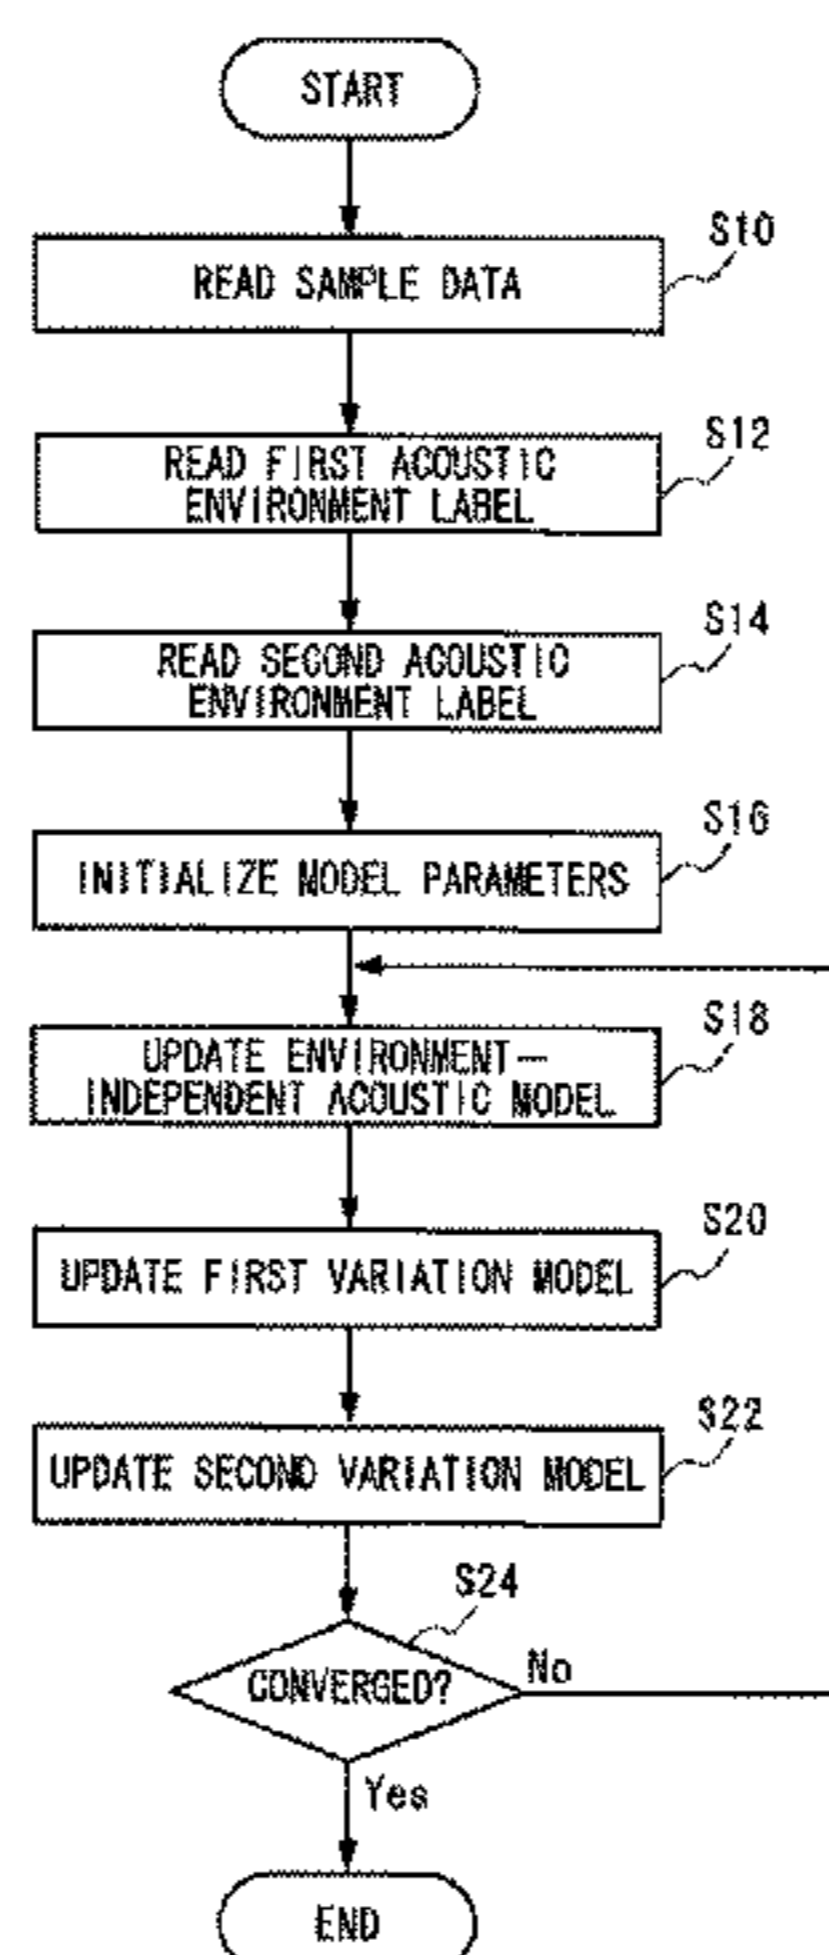 START
S10
READ SAMPLE DATA
S12
READ FIRST ACOUSTIC
ENVIRONMENT LABEL
S14
READ SECOND ACOUSTIC
ENVIRONMENT LABEL
S16
INITIALIZE MODEL PARAMETERS
S18
UPDATE ENVIRONMENT-
INDEPENDENT ACOUSTIC MODEL
S20
UPDATE FIRST VARIATION MODEL
S22
UPDATE SECOND VARIATION MODEL
S24
CONVERGED?
No
Yes
END